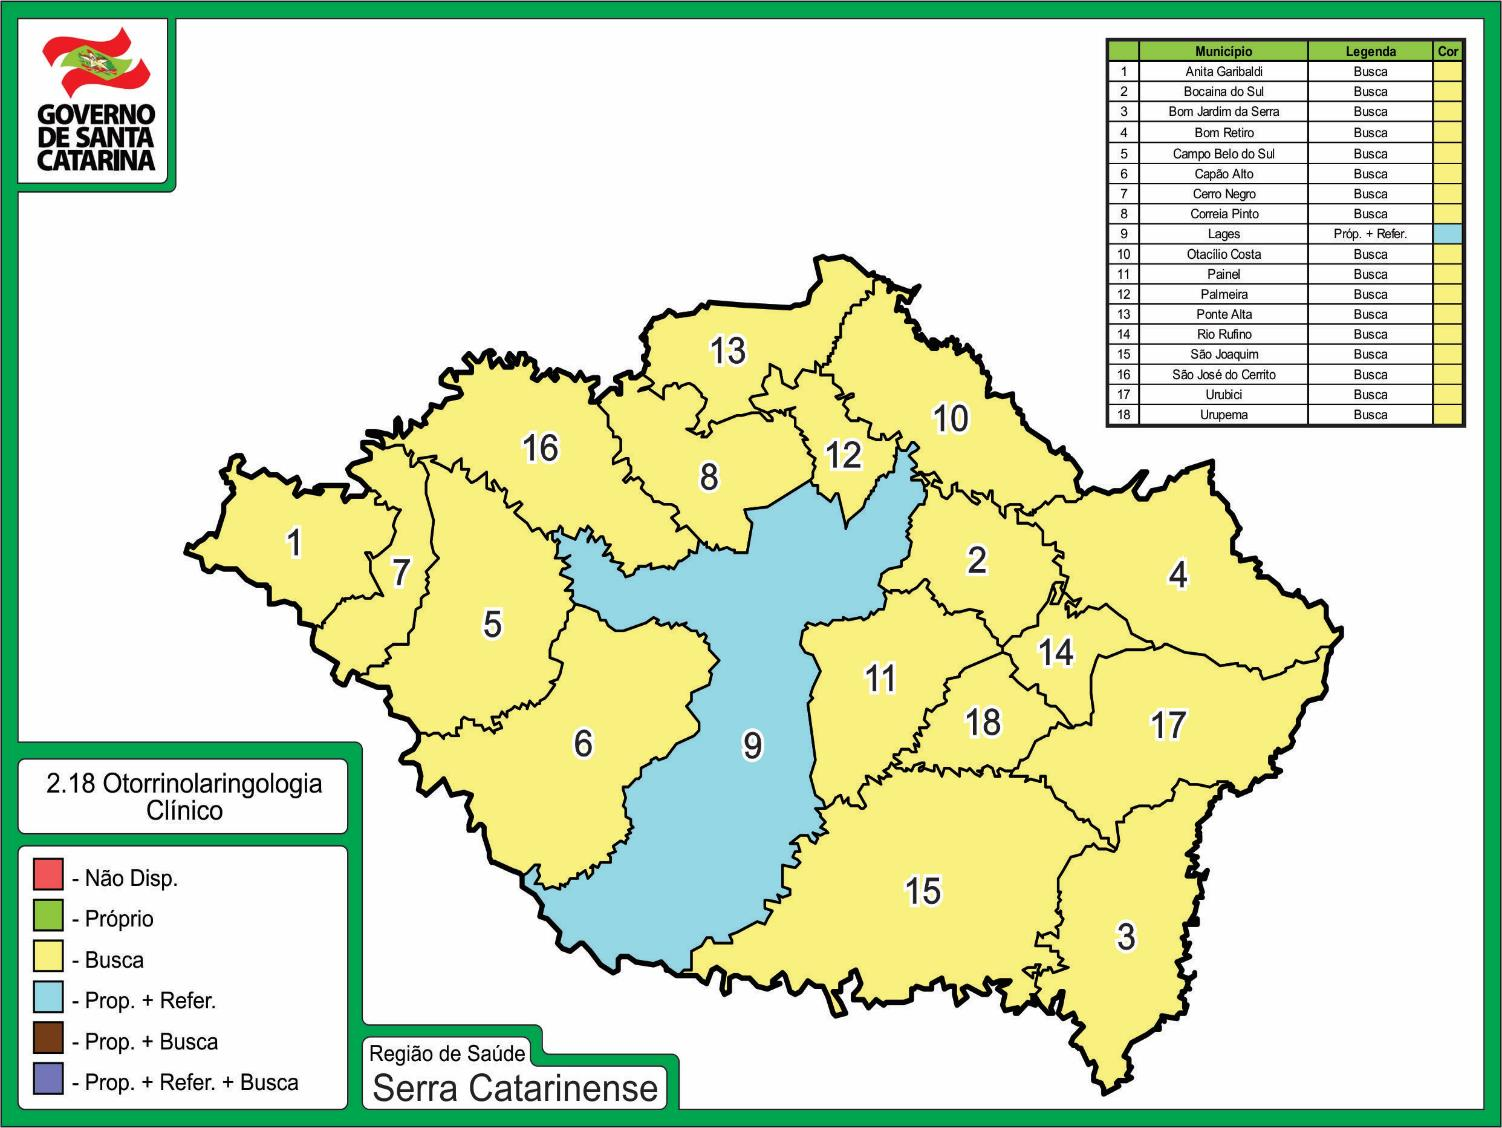 GOVERNO
DE SANTA
CATARINA
Município Legenda Cor
1 Anita Garibaldi Busca
2 Bocaina do Sul Busca
3 Bom Jardim da Serra Busca
4 Bom Retiro Busca
5 Campo Belo do Sul Busca
6 Capão Alto Busca
7 Cerro Negro Busca
8 Correia Pinto Busca
9 Lages Próp. + Refer.
10 Otacílio Costa Busca
11 Painel Busca
12 Palmeira Busca
13 Ponte Alta Busca
14 Rio Rufino Busca
15 São Joaquim Busca
16 São José do Cerrito Busca
17 Urubici Busca
18 Urupema Busca
13
10
16
12
8
1
2
7
4
5
14
11
18
17
6
9
15
3
2.18 Otorrinolaringologia
Clínico
- Não Disp.
- Próprio
- Busca
- Prop. + Refer.
- Prop. + Busca
- Prop. + Refer. + Busca
Região de Saúde
Serra Catarinense